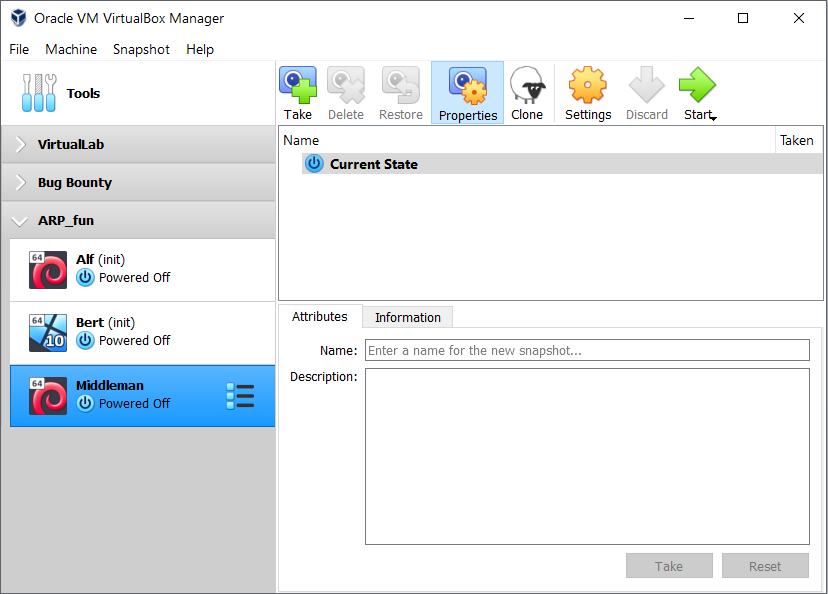 Oracle VM VirtualBox Manager
File Machine Snapshot Help
Tools
Take Delete Restore Properties Clone Settings Discard Start
VirtualLab
Bug Bounty
ARP_fun
64
Alf (init)
Powered Off
64
10
Bert (init)
Powered Off
64
Middleman
Powered Off
Name Taken
Current State
Attributes Information
Name: Enter a name for the new snapshot...
Description:
Take Reset